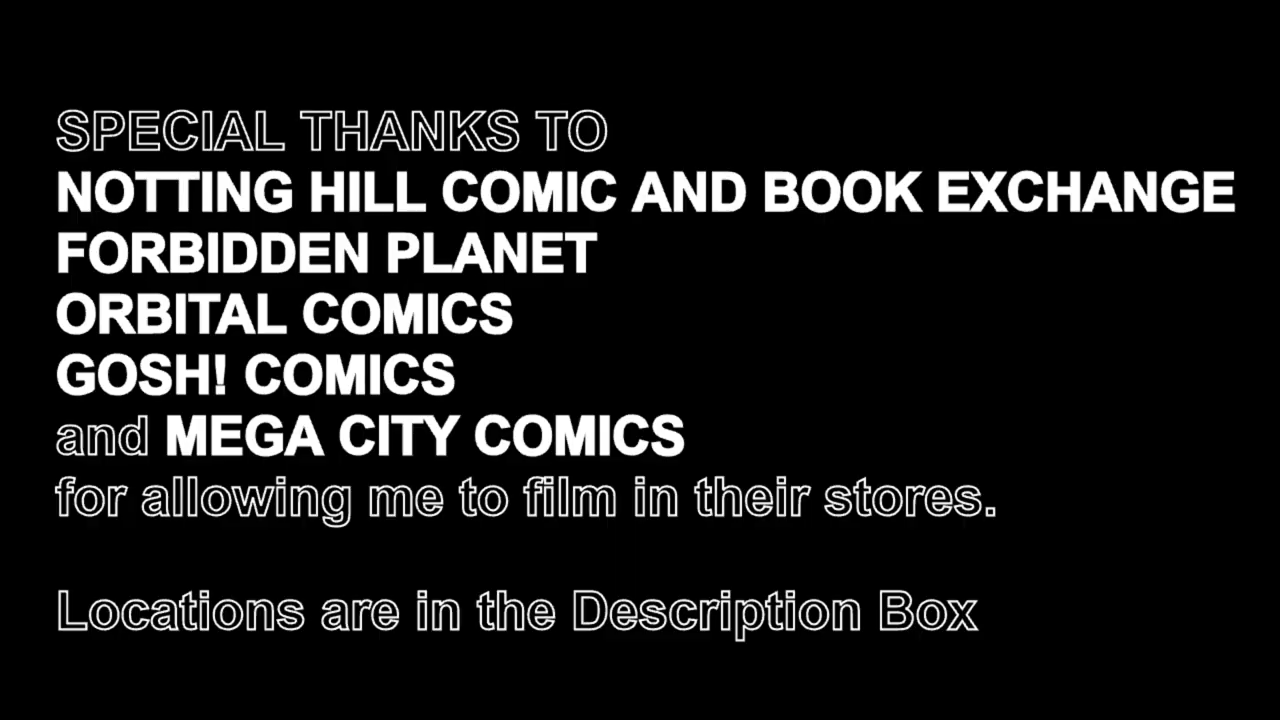 SPECIAL THANKS TO
NOTTING HILL COMIC AND BOOK EXCHANGE
FORBIDDEN PLANET
ORBITAL COMICS
GOSH! COMICS
and MEGA CITY COMICS
for allowing me to film in their stores.
Locations are in the Description Box